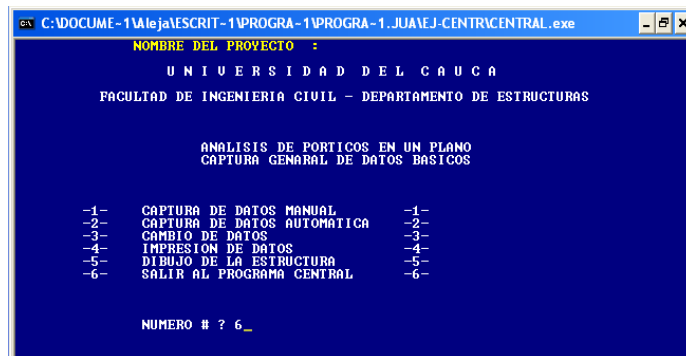 C:\DOCUME~1\Aleja\ESCRIT~1\PROGRA~1\PROGRA~1.JUA\EJ-CENTR\CENTRAL.exe
NOMBRE DEL PROYECTO :
U N I V E R S I D A D D E L C A U C A
FACULTAD DE INGENIERIA CIVIL - DEPARTAMENTO DE ESTRUCTURAS
ANALISIS DE PORTICOS EN UN PLANO
CAPTURA GENARAL DE DATOS BASICOS
-1- CAPTURA DE DATOS MANUAL -1-
-2- CAPTURA DE DATOS AUTOMATICA -2-
-3- CAMBIO DE DATOS -3-
-4- IMPRESION DE DATOS -4-
-5- DIBUJO DE LA ESTRUCTURA -5-
-6- SALIR AL PROGRAMA CENTRAL -6-
NUMERO # ? 6_